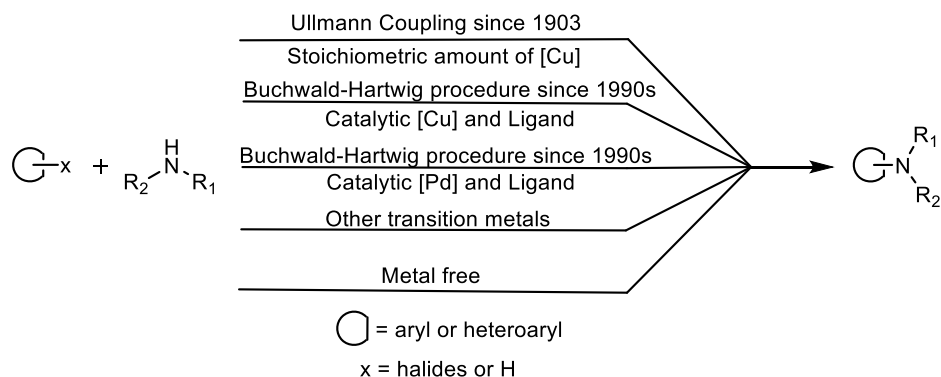 Ullmann Coupling since 1903
Stoichiometric amount of [Cu]
Buchwald-Hartwig procedure since 1990s
Catalytic [Cu] and Ligand
Buchwald-Hartwig procedure since 1990s
Catalytic [Pd] and Ligand
Other transition metals
Metal free
x + R2 N H R1
N R1 R2
= aryl or heteroaryl
x = halides or H